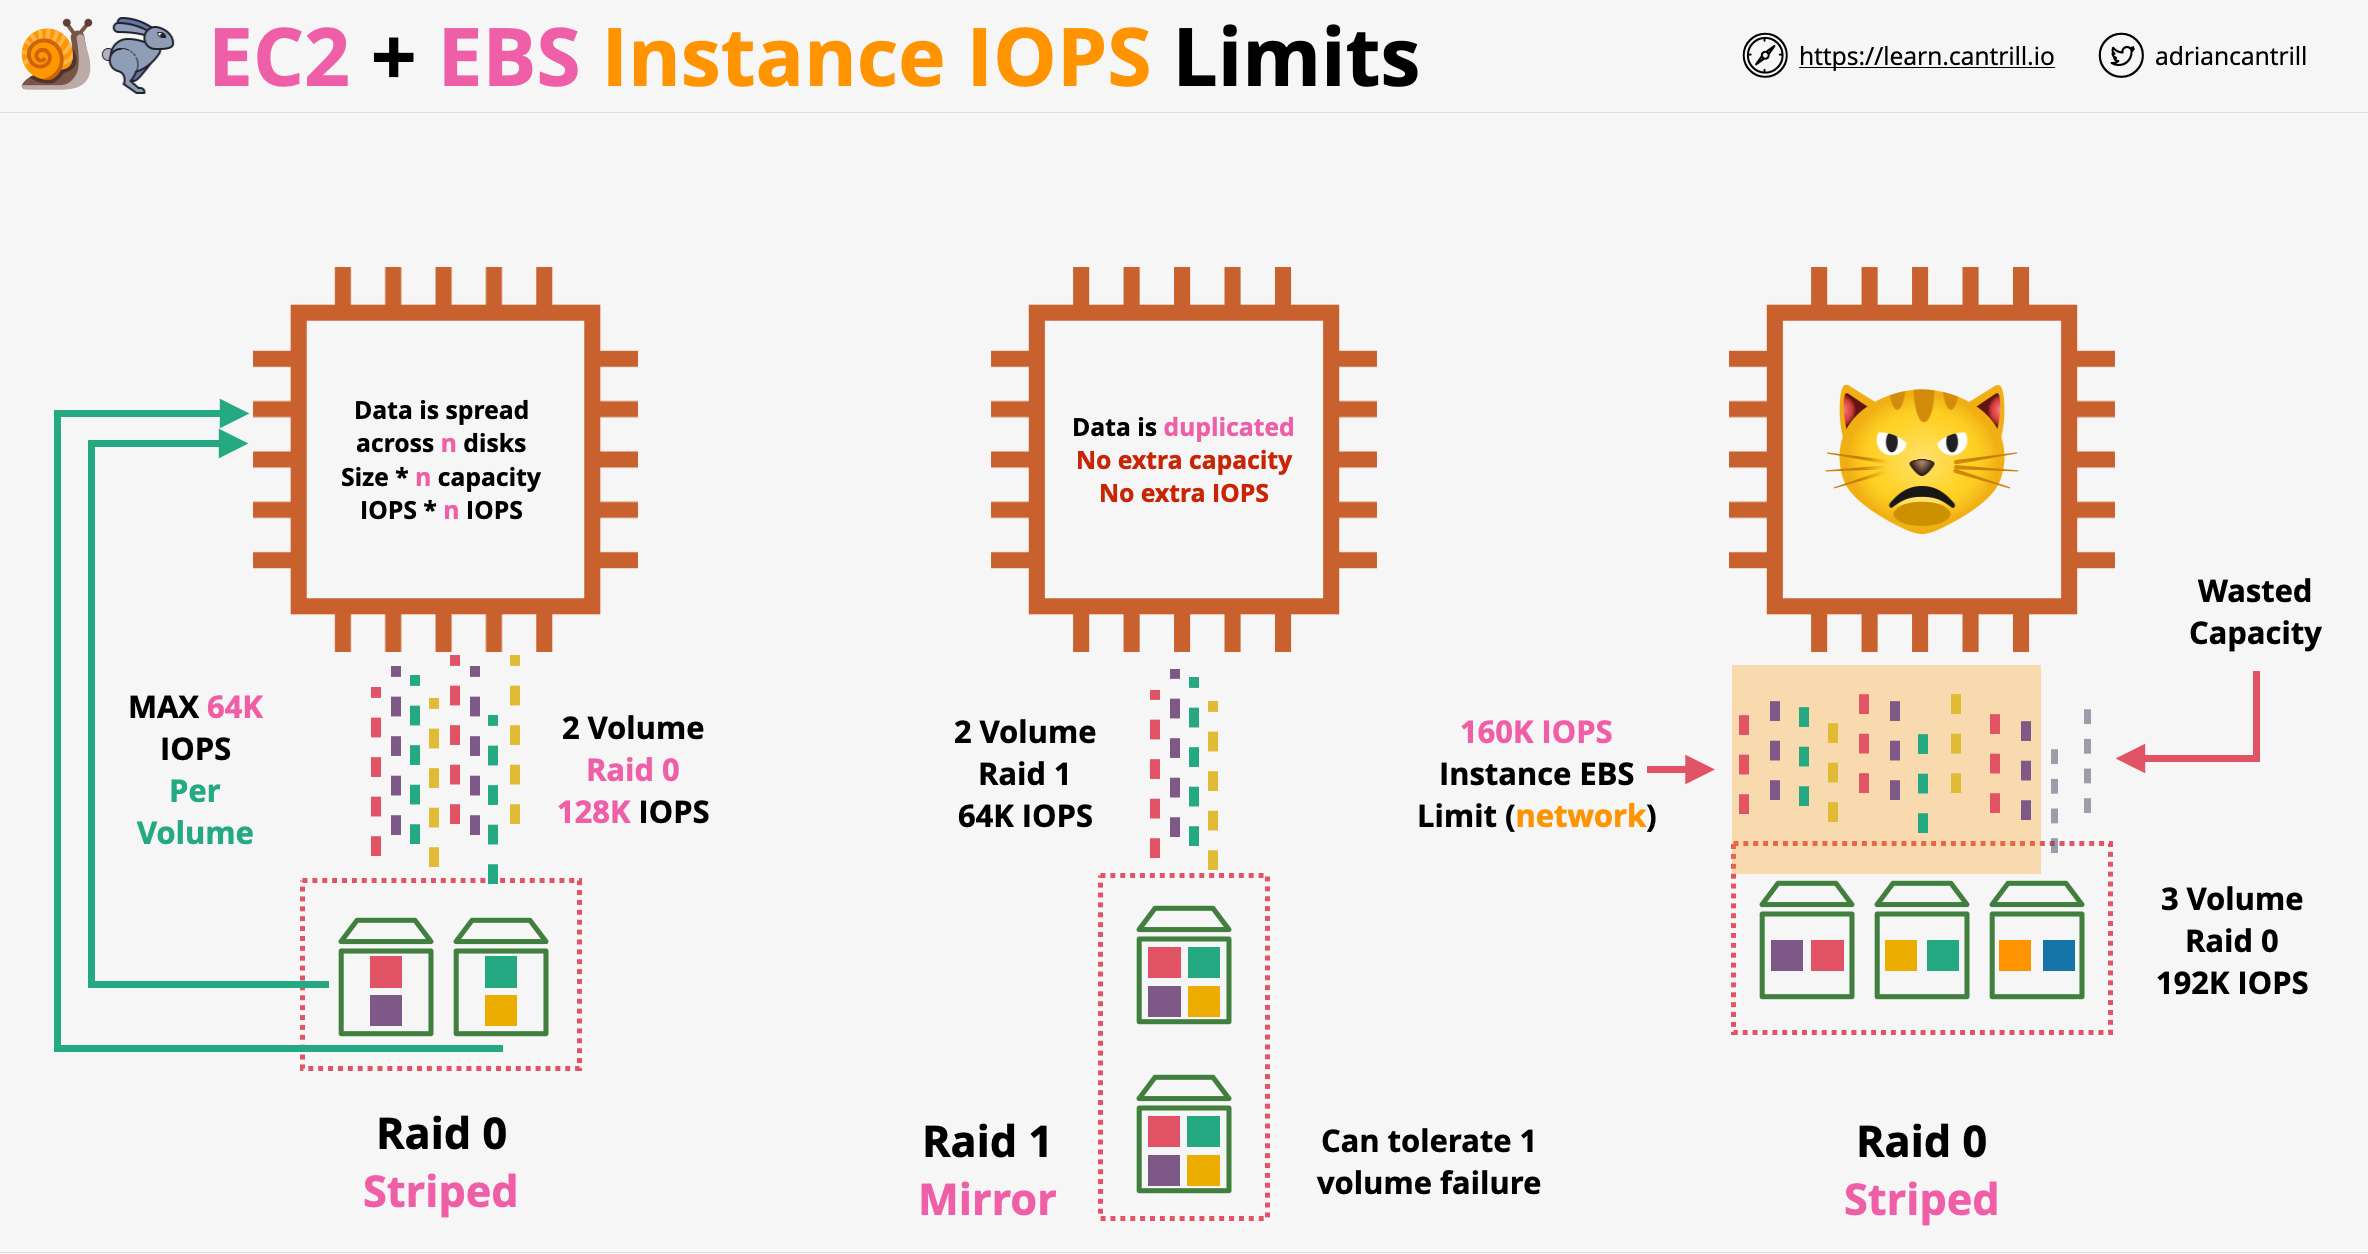 EC2 + EBS Instance IOPS Limits
https://learn.cantrill.io
adriancantrill
Data is spread
across n disks
Size * n capacity
IOPS * n IOPS
MAX 64K
IOPS
Per
Volume
2 Volume
Raid 0
128K IOPS
Raid 0
Striped
Data is duplicated
No extra capacity
No extra IOPS
2 Volume
Raid 1
64K IOPS
Raid 1
Mirror
Can tolerate 1
volume failure
160K IOPS
Instance EBS
Limit (network)
Wasted
Capacity
3 Volume
Raid 0
192K IOPS
Raid 0
Striped